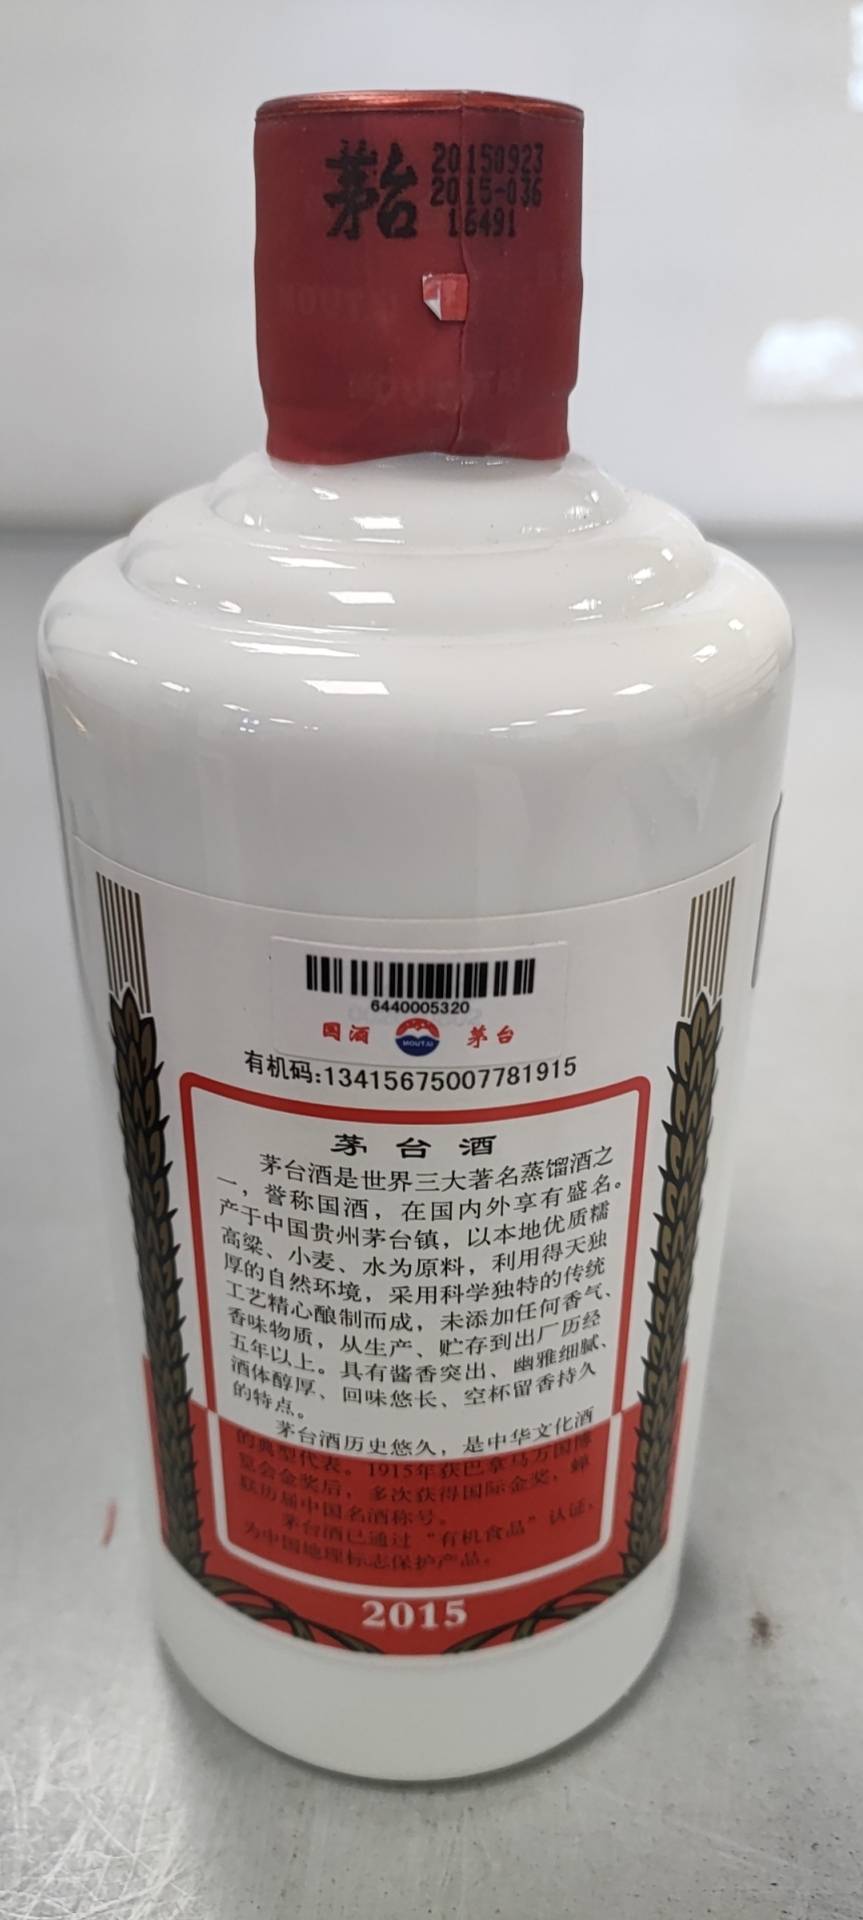 茅台
20150923
2015-036
16491
MOUTAI
6440005320
国酒
MOUTAI
茅台
有机码:13415675007781915
茅台酒
茅台酒是世界三大著名蒸馏酒之
一，誉称国酒，在国内外享有盛名。
产于中国贵州茅台镇，以本地优质糯
高粱、小麦、水为原料，利用得天独
厚的自然环境，采用科学独特的传统
工艺精心酿制而成，未添加任何香气、
香味物质，从生产、贮存到出厂历经
五年以上。具有酱香突出、幽雅细腻、
酒体醇厚、回味悠长、空杯留香持久
的特点。
茅台酒历史悠久，是中华文化酒
的典型代表。1915年获巴拿马万国博
览会金奖后，多次获得国际金奖，蝉
联历届中国名酒称号。
茅台酒已通过“有机食品”认证，
为中国地理标志保护产品。
2015